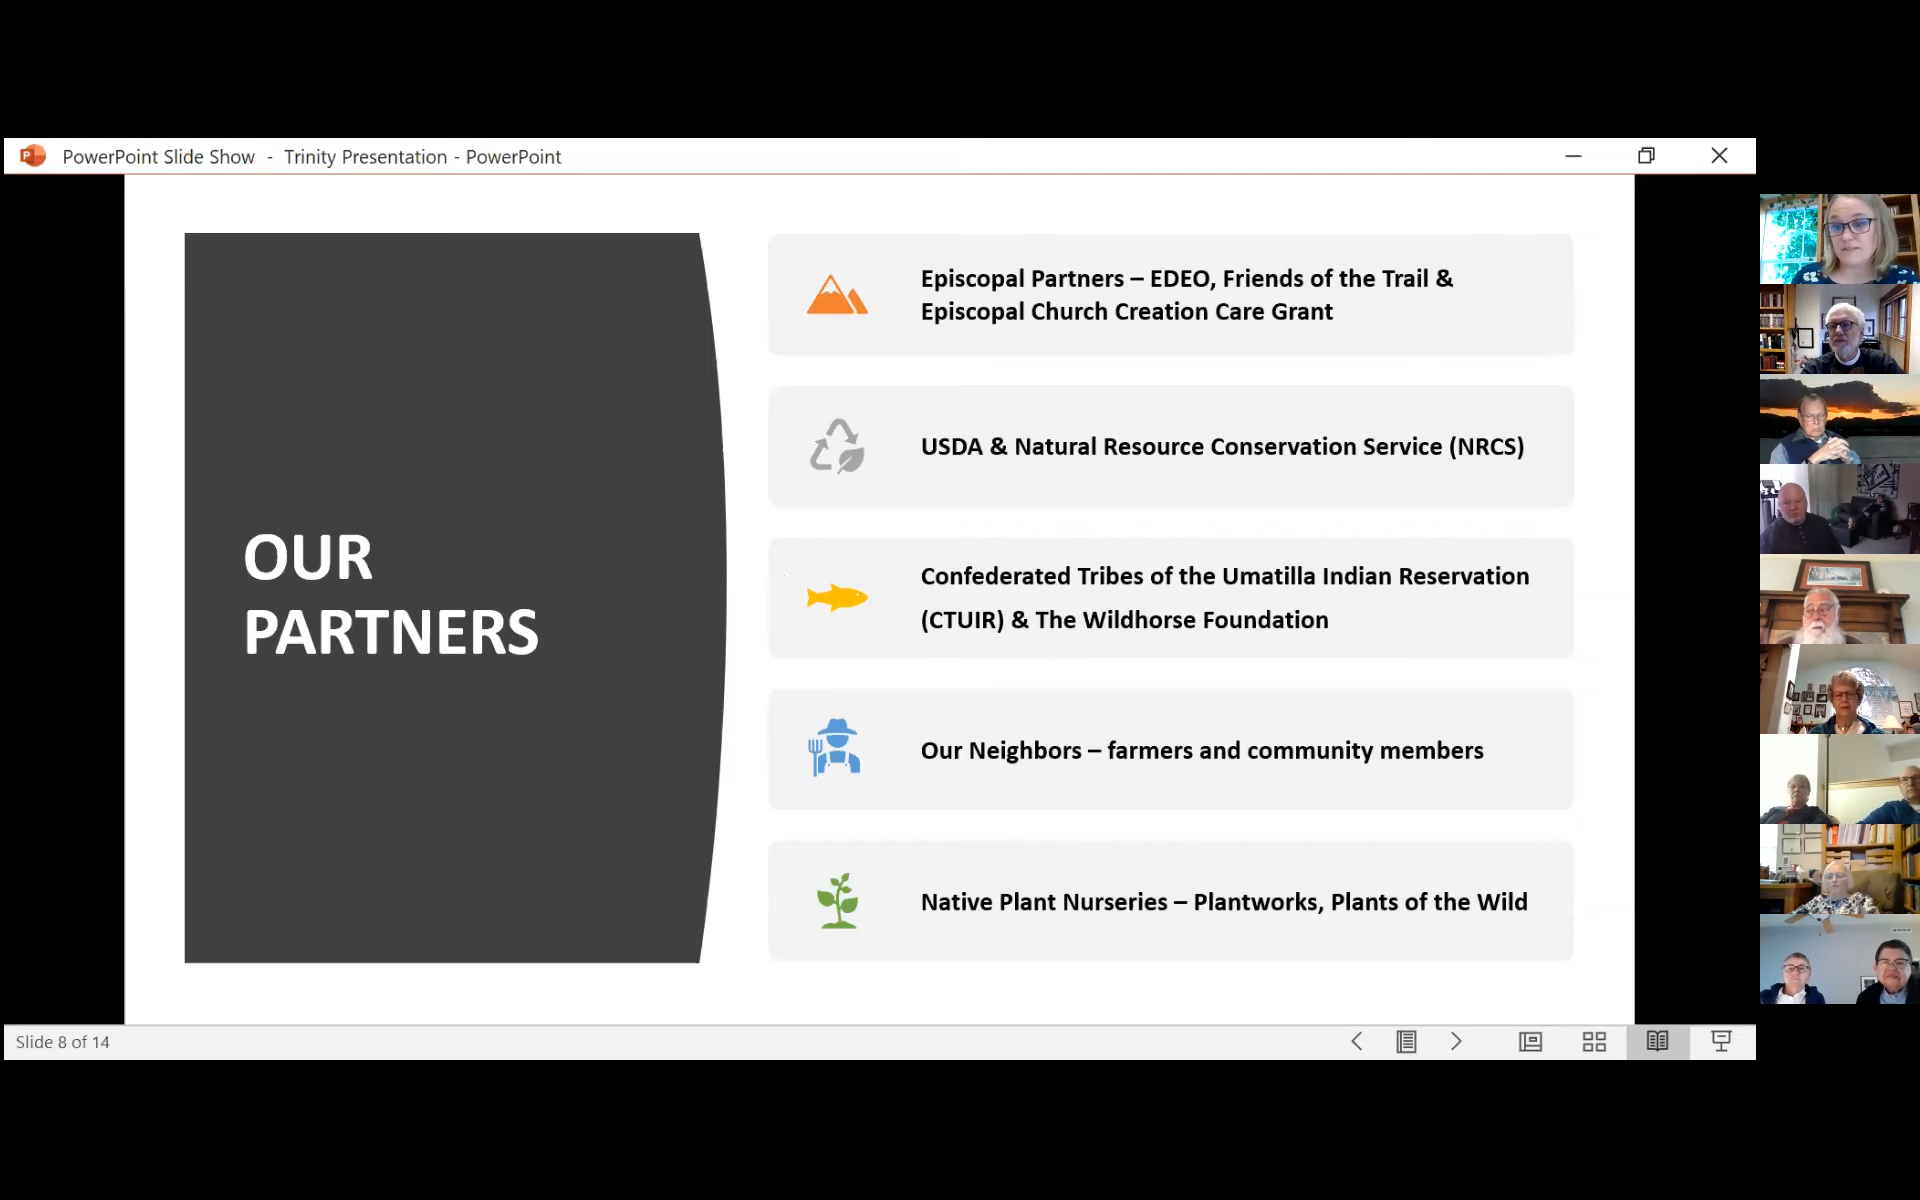 PowerPoint Slide Show - Trinity Presentation - PowerPoint
OUR
PARTNERS
Episcopal Partners – EDEO, Friends of the Trail &
Episcopal Church Creation Care Grant
USDA & Natural Resource Conservation Service (NRCS)
Confederated Tribes of the Umatilla Indian Reservation
(CTUIR) & The Wildhorse Foundation
Our Neighbors – farmers and community members
Native Plant Nurseries – Plantworks, Plants of the Wild
Slide 8 of 14